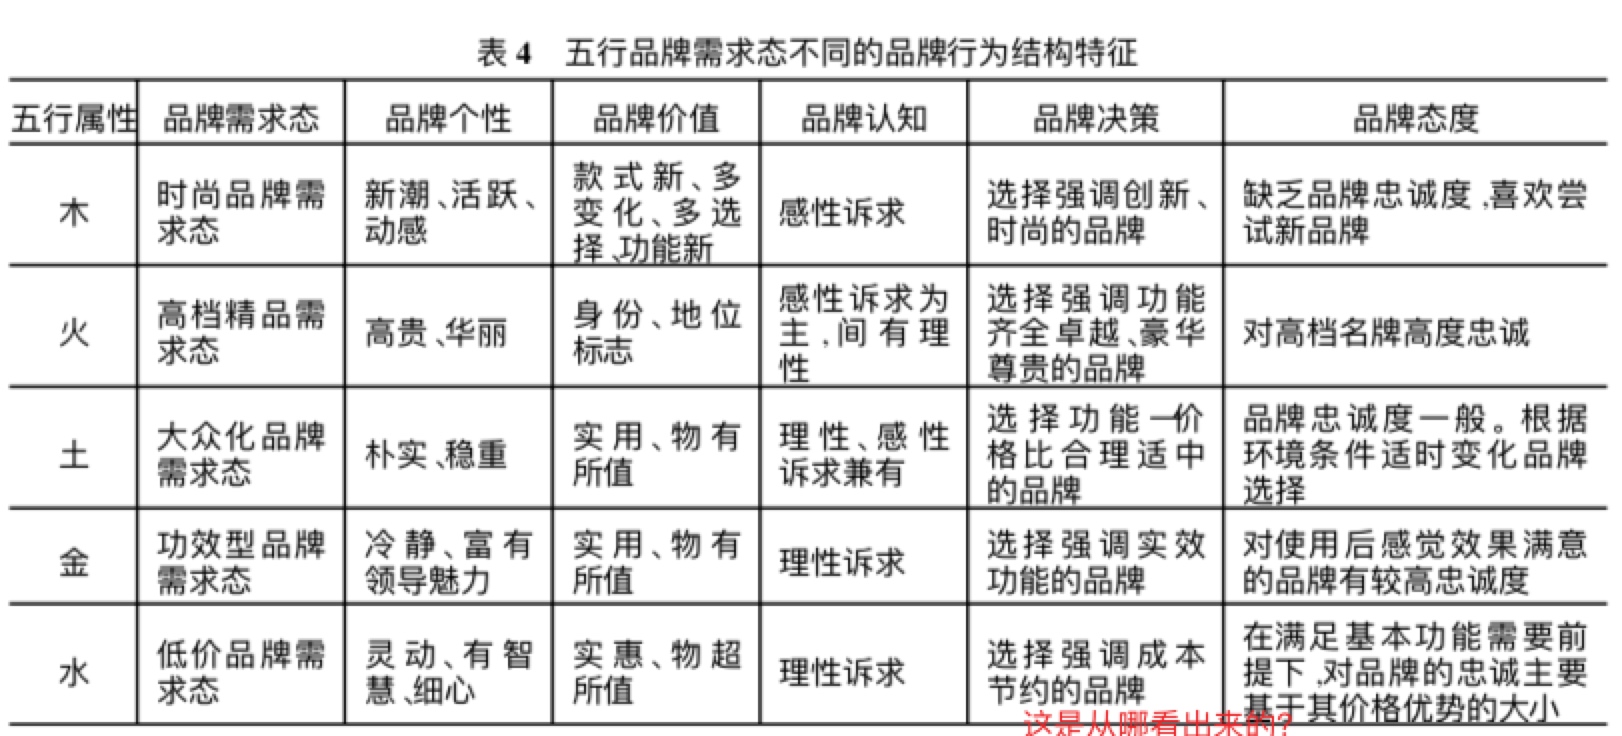 表 4 五行品牌需求态不同的品牌行为结构特征
五行属性 品牌需求态 品牌个性 品牌价值 品牌认知 品牌决策 品牌态度
木
时尚品牌需
求态
新潮、活跃、
动感
款式新、多
变化、多选
择、功能新
感性诉求
选择强调创新、
时尚的品牌
缺乏品牌忠诚度,喜欢尝
试新品牌
火
高档精品需
求态
高贵、华丽
身份、地位
标志
感性诉求为
主,间有理
性
选择强调功能
齐全卓越、豪华
尊贵的品牌
对高档名牌高度忠诚
土
大众化品牌
需求态
朴实、稳重
实用、物有
所值
理性、感性
诉求兼有
选择功能—价
格比合理适中
的品牌
品牌忠诚度一般。根据
环境条件适时变化品牌
选择
金
功效型品牌
需求态
冷静、富有
领导魅力
实用、物有
所值
理性诉求
选择强调实效
功能的品牌
对使用后感觉效果满意
的品牌有较高忠诚度
水
低价品牌需
求态
灵动、有智
慧、细心
实惠、物超
所值
理性诉求
选择强调成本
节约的品牌
在满足基本功能需要前
提下,对品牌的忠诚主要
基于其价格优势的大小
这是从哪看出来的?